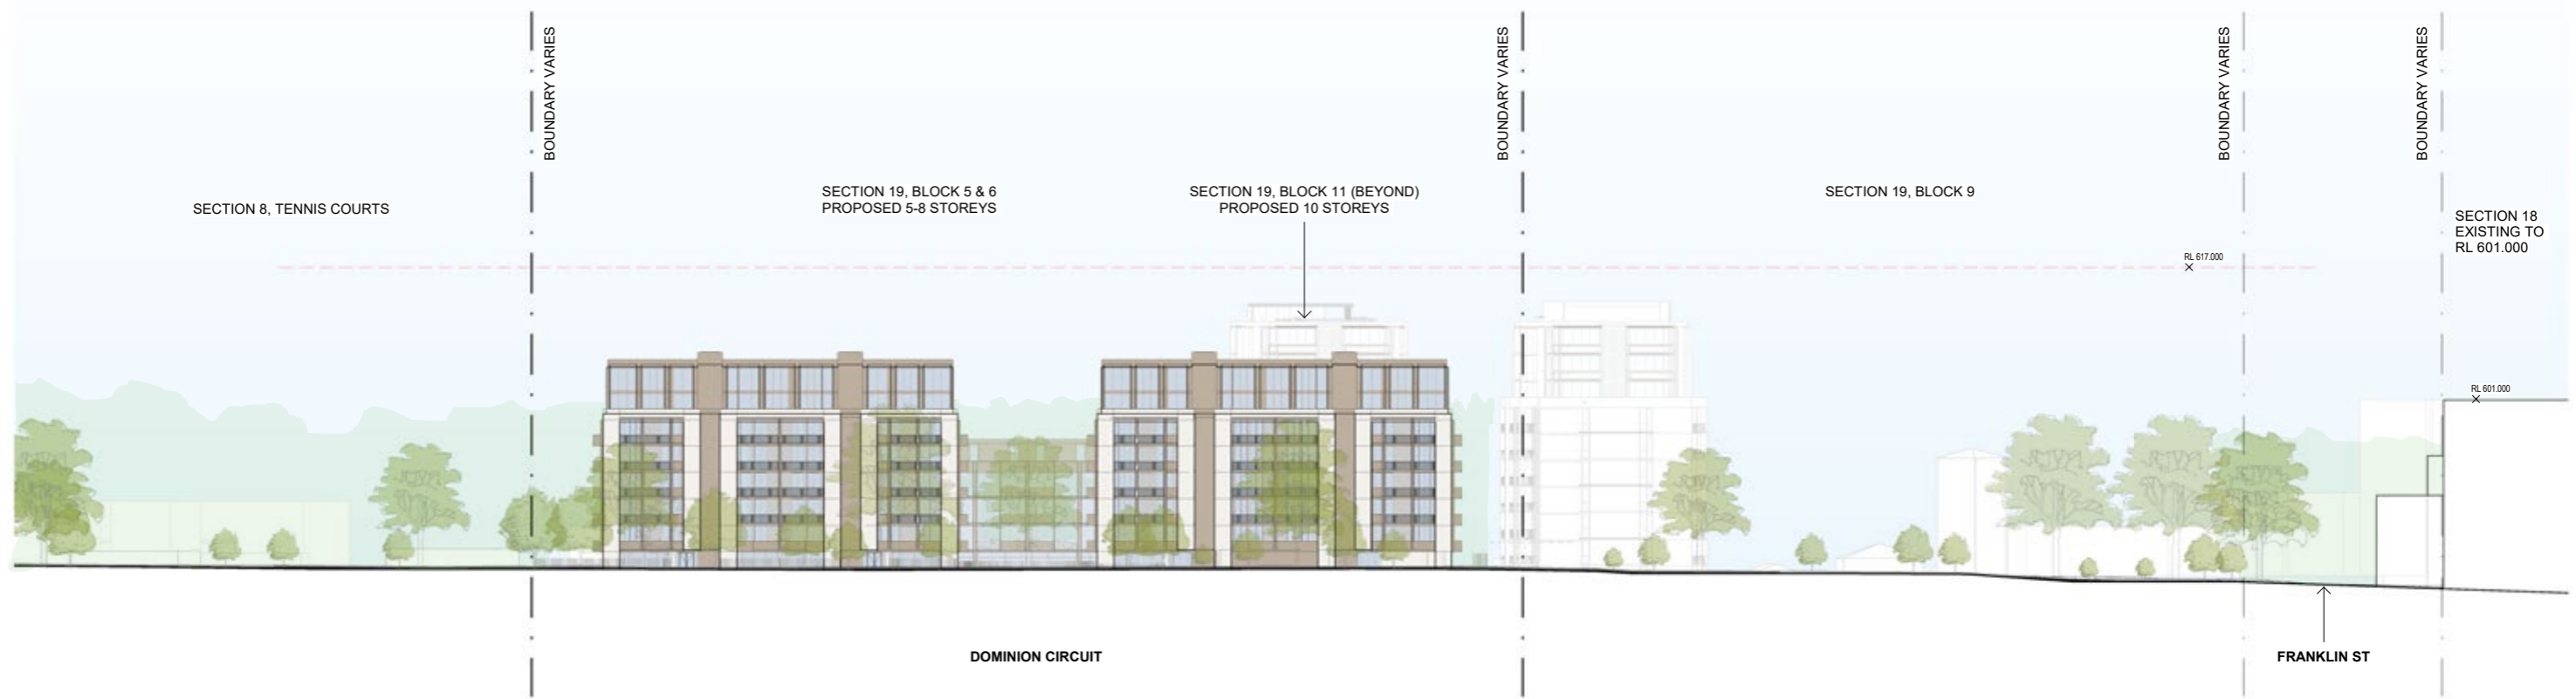 BOUNDARY VARIES
BOUNDARY VARIES
BOUNDARY VARIES
BOUNDARY VARIES
SECTION 8, TENNIS COURTS
SECTION 19, BLOCK 5 & 6
PROPOSED 5-8 STOREYS
SECTION 19, BLOCK 11 (BEYOND)
PROPOSED 10 STOREYS
SECTION 19, BLOCK 9
SECTION 18
EXISTING TO
RL 601.000
RL 617.000
RL 601.000
DOMINION CIRCUIT
FRANKLIN ST